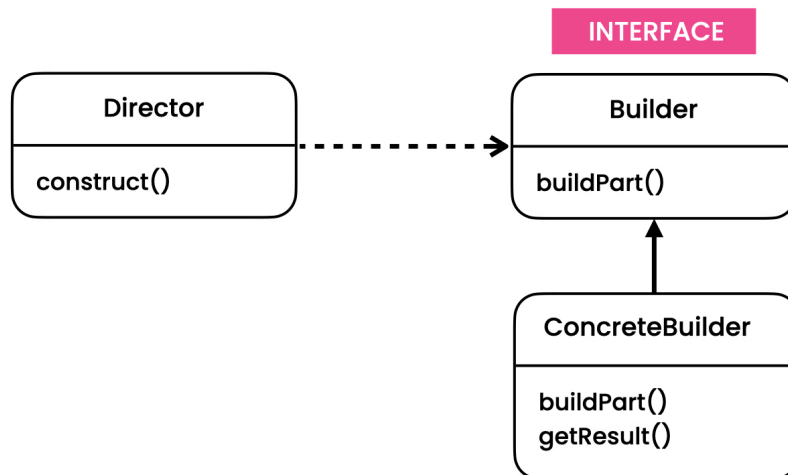 INTERFACE
Director
construct()
Builder
buildPart()
ConcreteBuilder
buildPart()
getResult()